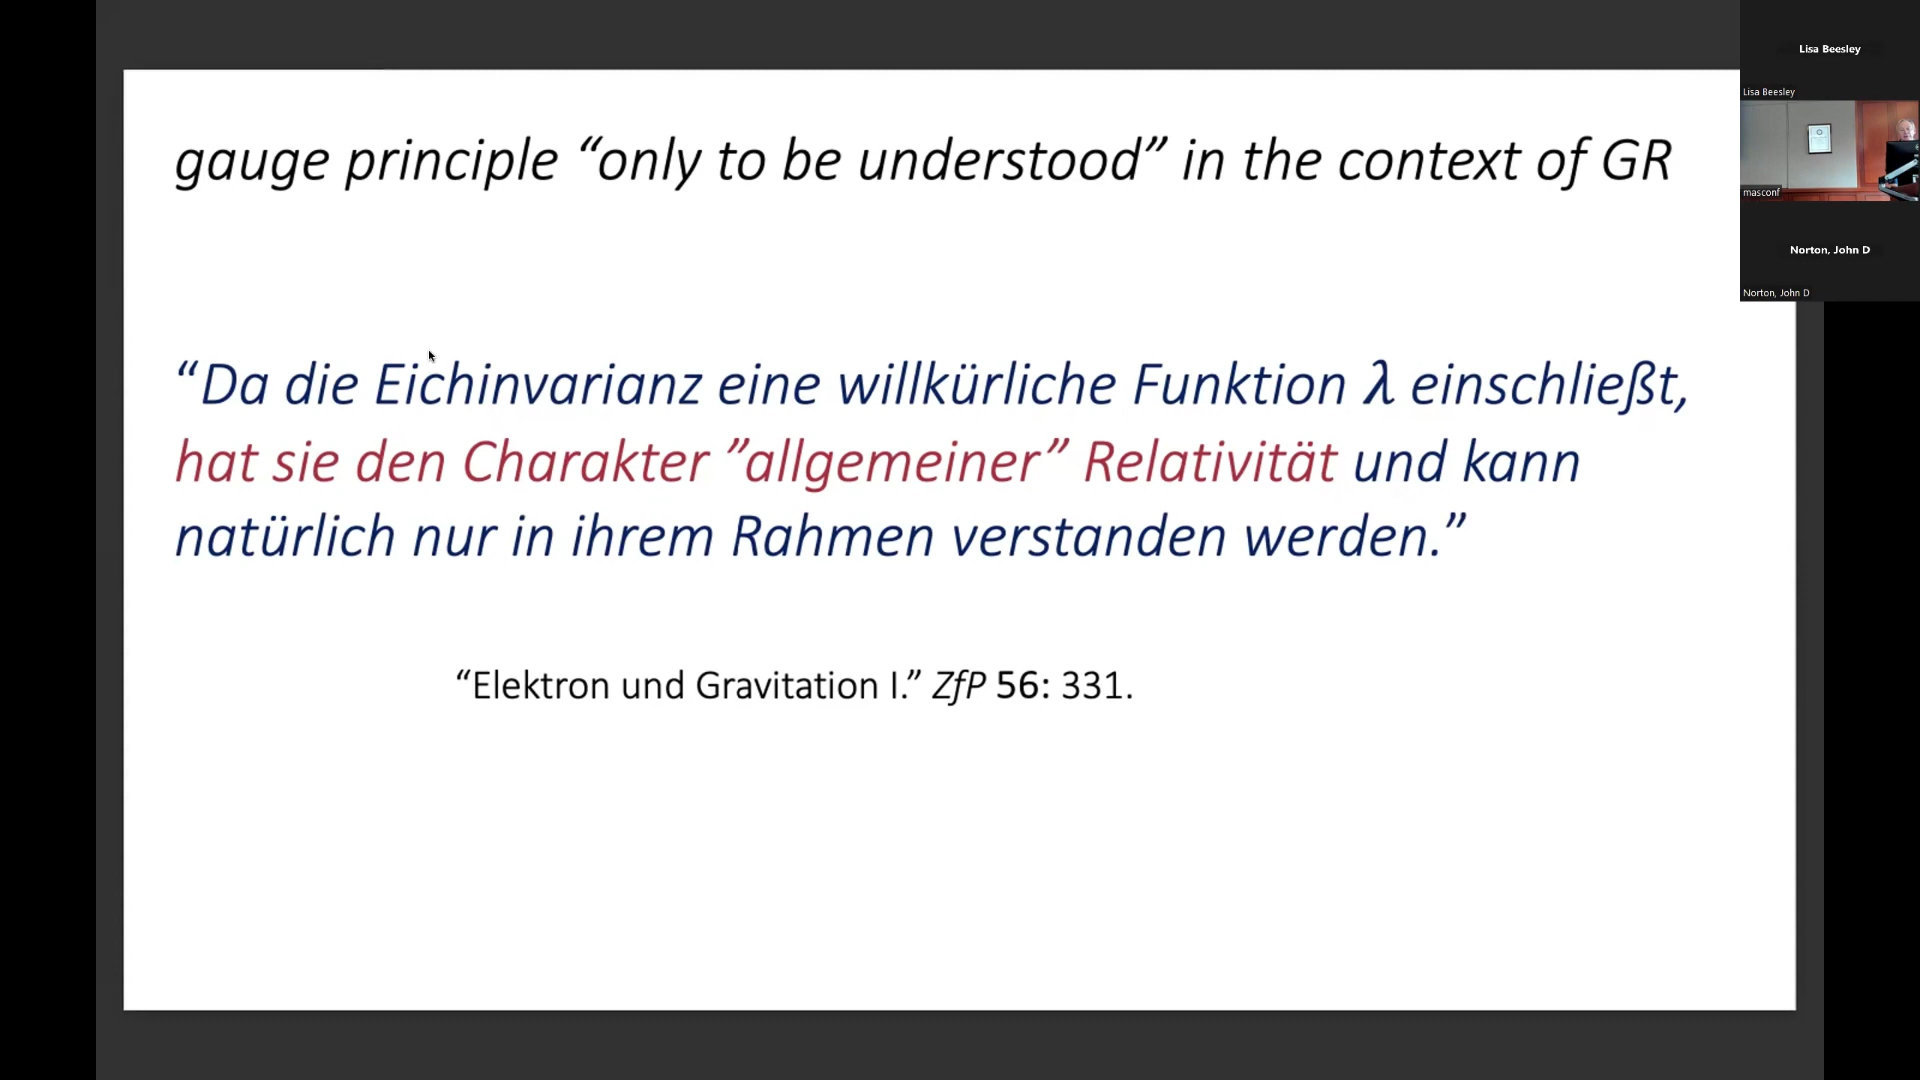 gauge principle “only to be understood” in the context of GR
“Da die Eichinvarianz eine willkürliche Funktion λ einschließt,
hat sie den Charakter ”allgemeiner” Relativität und kann
natürlich nur in ihrem Rahmen verstanden werden.”
“Elektron und Gravitation I.” ZfP 56: 331.
Lisa Beesley
Lisa Beesley
masconf
Norton, John D
Norton, John D